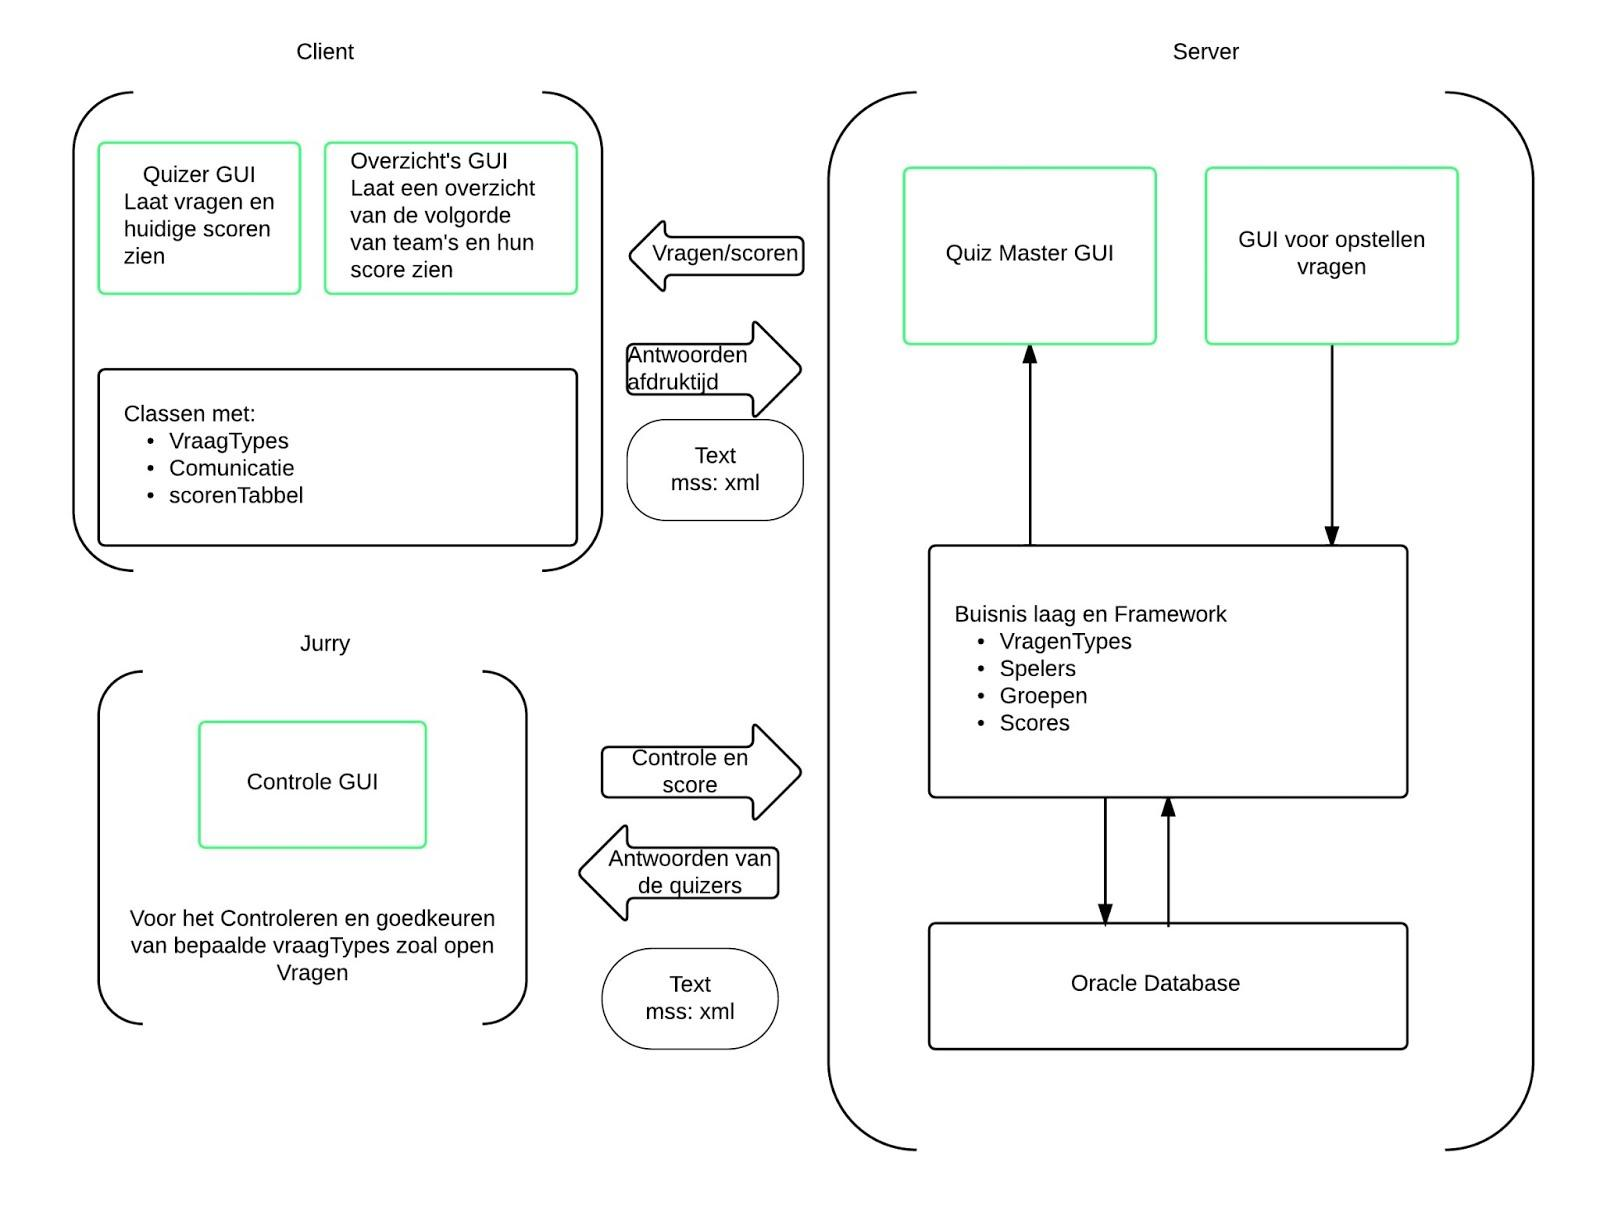 Client
Quizer GUI
Laat vragen en
huidige scoren
zien
Overzicht's GUI
Laat een overzicht
van de volgorde
van team's en hun
score zien
Classen met:
• VraagTypes
• Comunicatie
• scorenTabbel
Vragen/scoren
Antwoorden
afdruktijd
Text
mss: xml
Server
Quiz Master GUI
GUI voor opstellen
vragen
Buisnis laag en Framework
• VragenTypes
• Spelers
• Groepen
• Scores
Oracle Database
Jurry
Controle GUI
Voor het Controleren en goedkeuren
van bepaalde vraagTypes zoal open
Vragen
Controle en
score
Antwoorden van
de quizers
Text
mss: xml